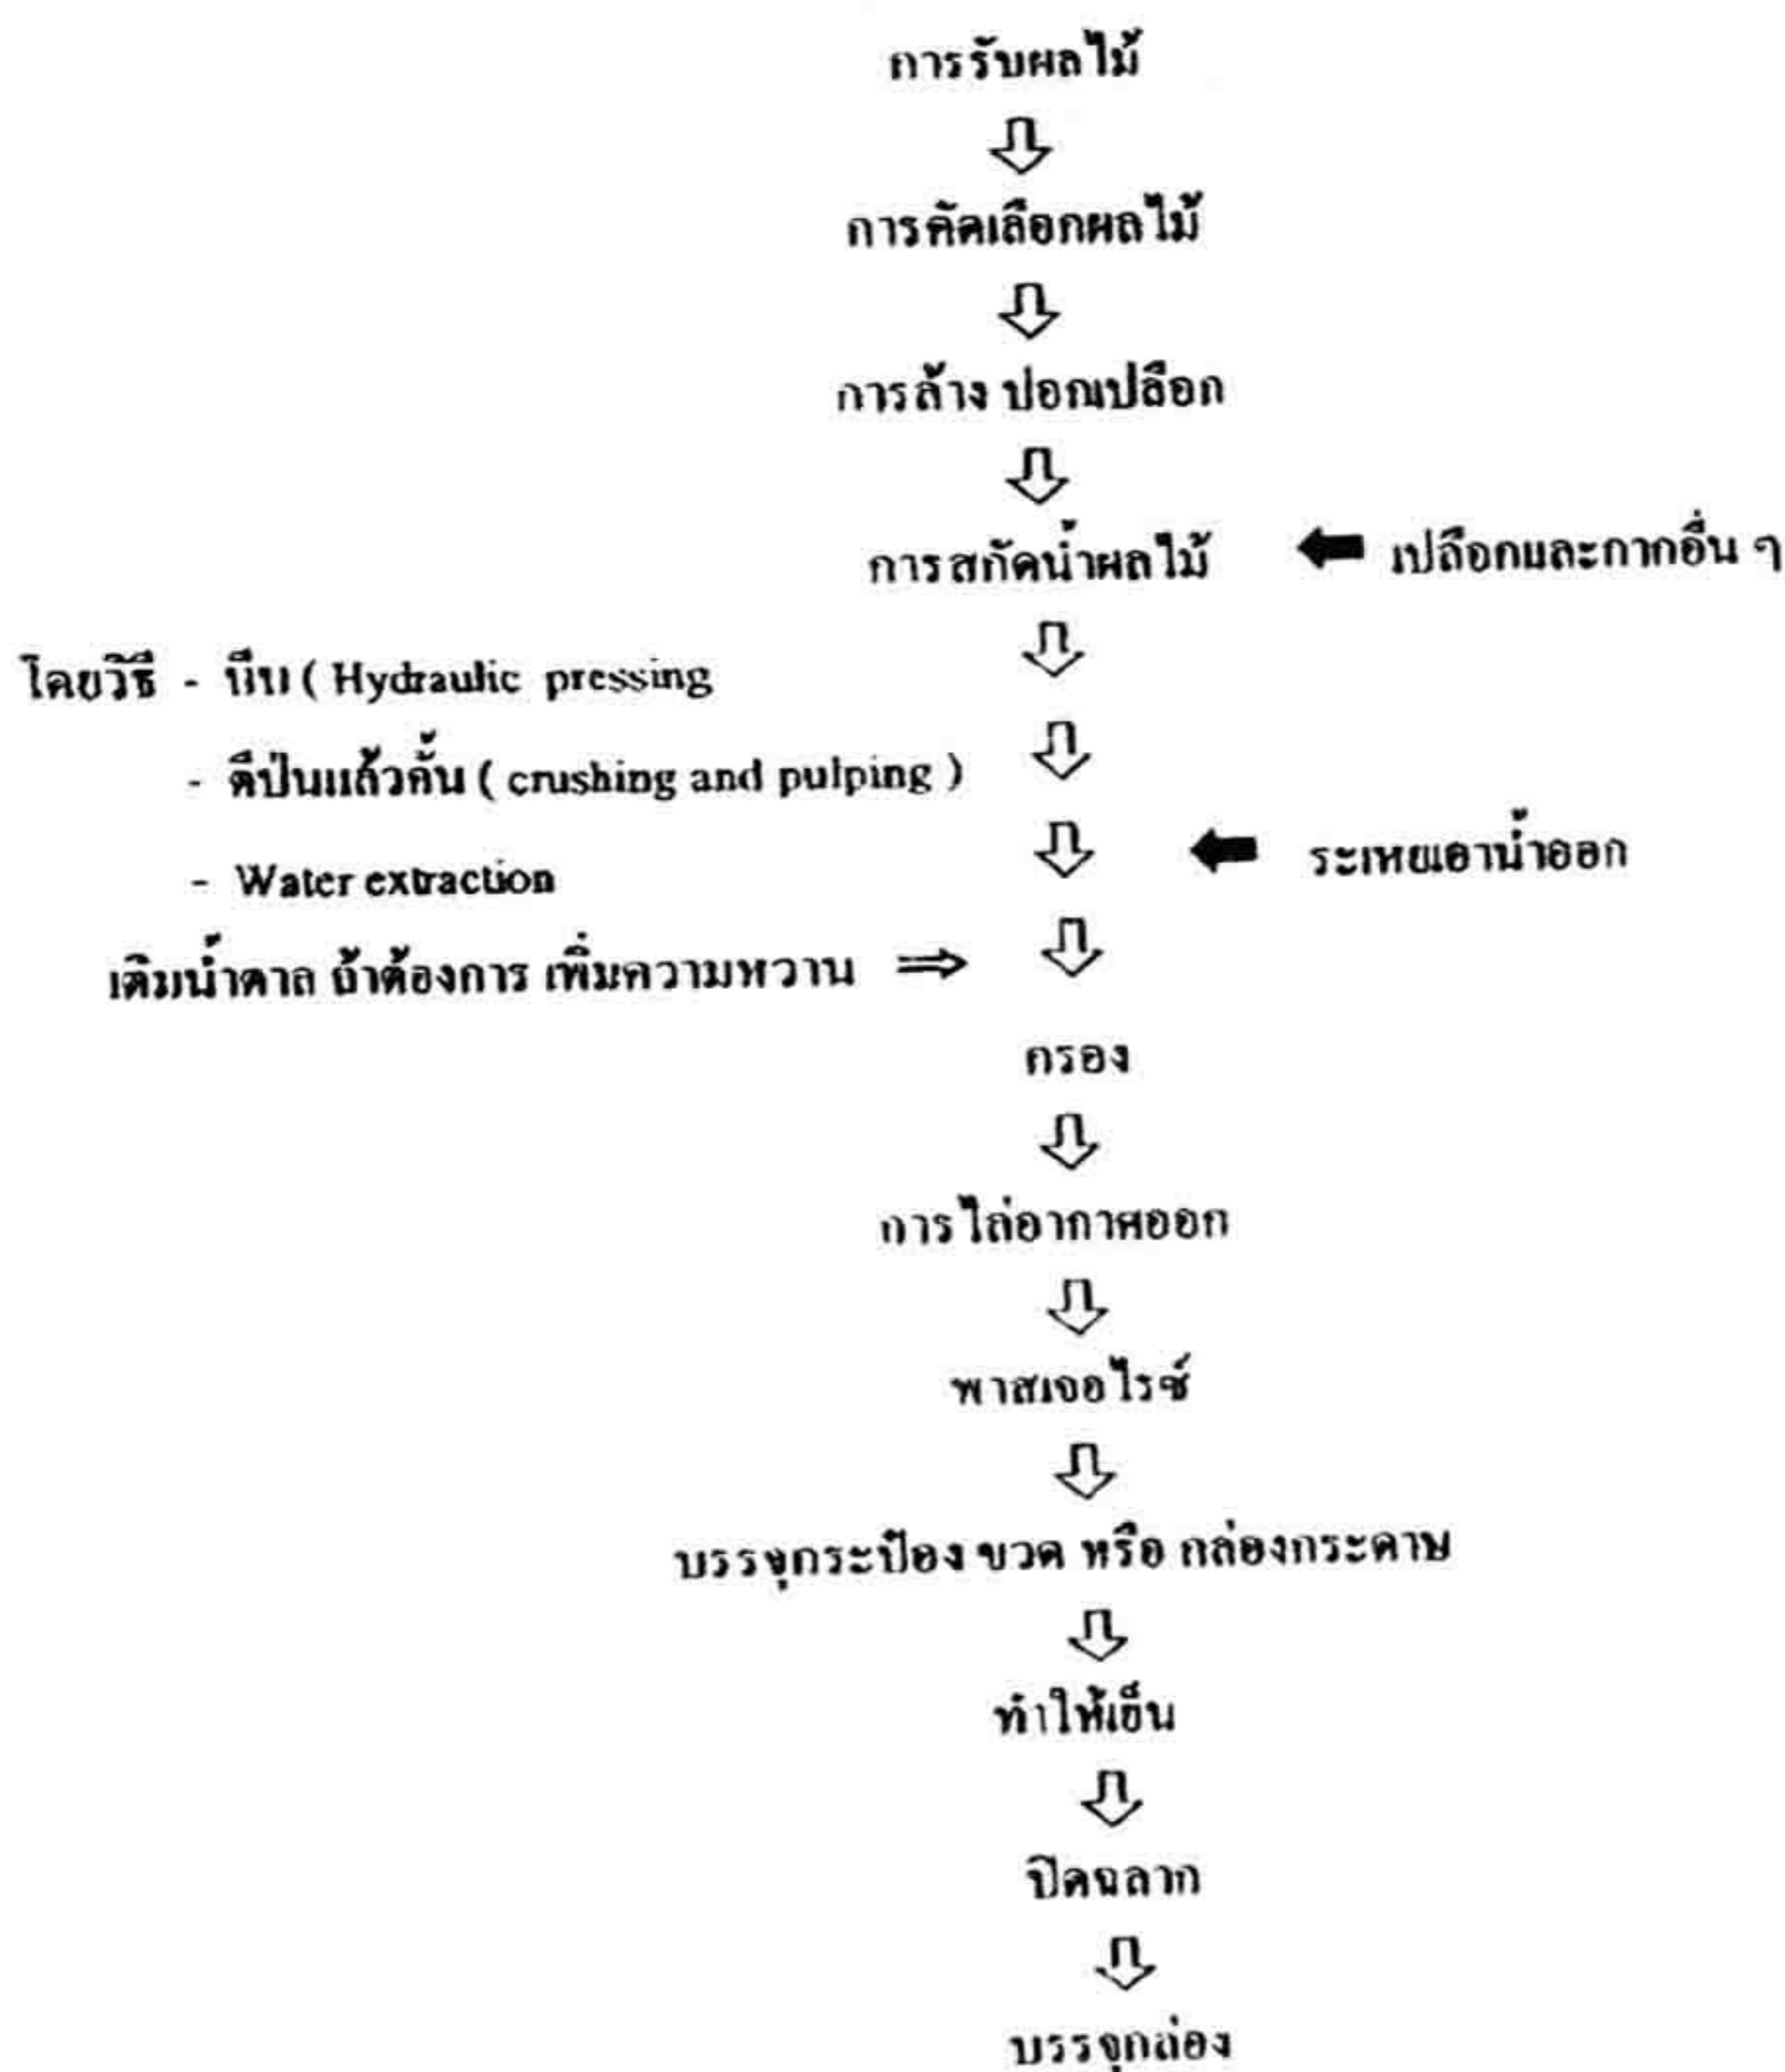 การรับผลไม้
การคัดเลือกผลไม้
การล้าง ปอกเปลือก
การสกัดน้ำผลไม้ เปลือกและกากอื่น ๆ
โดยวิธี - บีบ ( Hydraulic pressing
- ตีป่นแล้วคั้น ( crushing and pulping )
- Water extraction ระเหยเอาน้ำออก
เติมน้ำตาล ถ้าต้องการ เพิ่มความหวาน
กรอง
การไล่อากาศออก
พาสเจอไรซ์
บรรจุกระป๋อง ขวด หรือ กล่องกระดาษ
ทำให้เย็น
ปิดฉลาก
บรรจุกล่อง